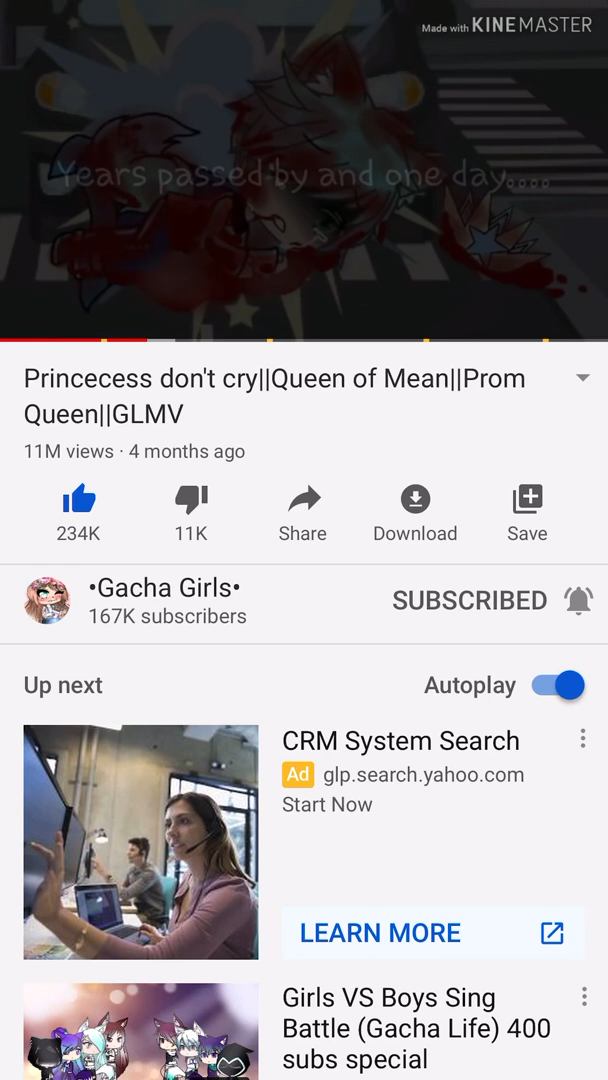 Made with KINEMASTER
Years passed by and one day....
Princecess don't cry||Queen of Mean||Prom
Queen||GLMV
11M views · 4 months ago
234K
11K
Share
Download
Save
•Gacha Girls•
167K subscribers
SUBSCRIBED
Up next
Autoplay
CRM System Search
Ad glp.search.yahoo.com
Start Now
LEARN MORE
Girls VS Boys Sing
Battle (Gacha Life) 400
subs special